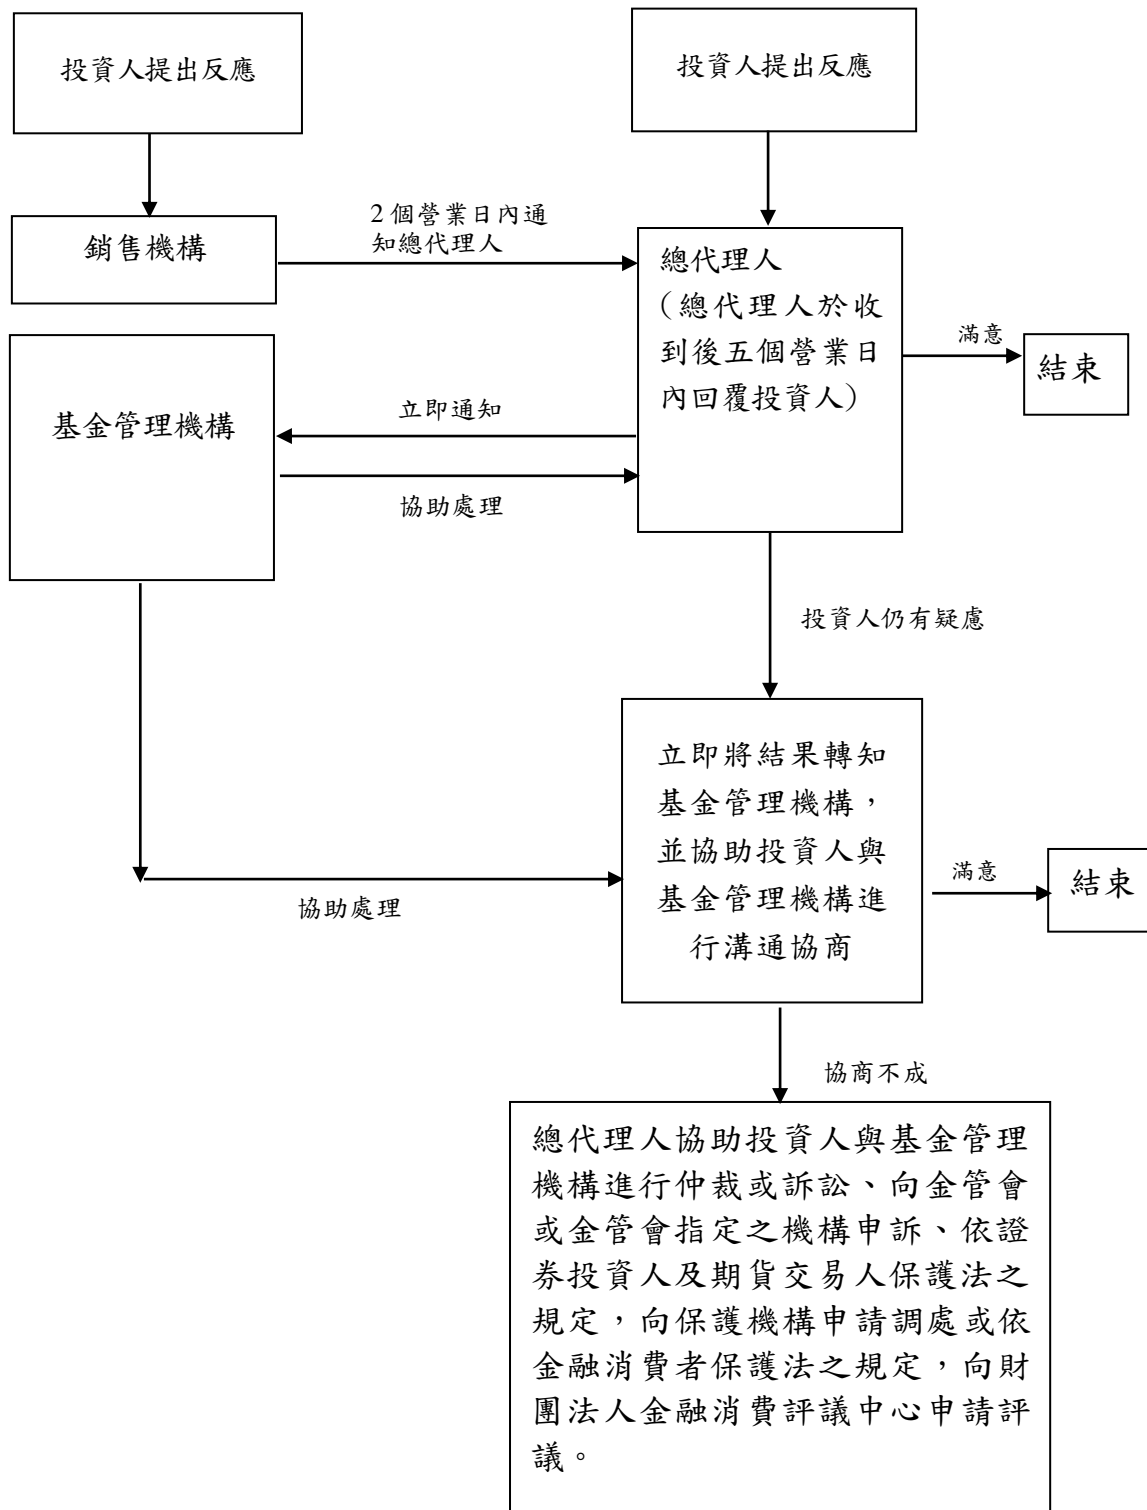 投資人提出反應
投資人提出反應
銷售機構
2 個營業日內通
知總代理人
總代理人
（總代理人於收
到後五個營業日
內回覆投資人）
滿意
結束
基金管理機構
立即通知
協助處理
投資人仍有疑慮
立即將結果轉知
基金管理機構，
並協助投資人與
基金管理機構進
行溝通協商
滿意
結束
協助處理
協商不成
總代理人協助投資人與基金管理
機構進行仲裁或訴訟、向金管會
或金管會指定之機構申訴、依證
券投資人及期貨交易人保護法之
規定，向保護機構申請調處或依
金融消費者保護法之規定，向財
團法人金融消費評議中心申請評
議。